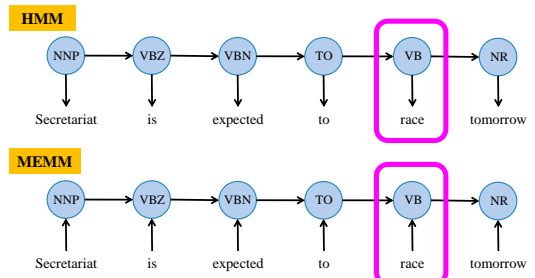 HMM
NNP VBZ VBN TO VB NR
Secretariat is expected to race tomorrow
MEMM
NNP VBZ VBN TO VB NR
Secretariat is expected to race tomorrow